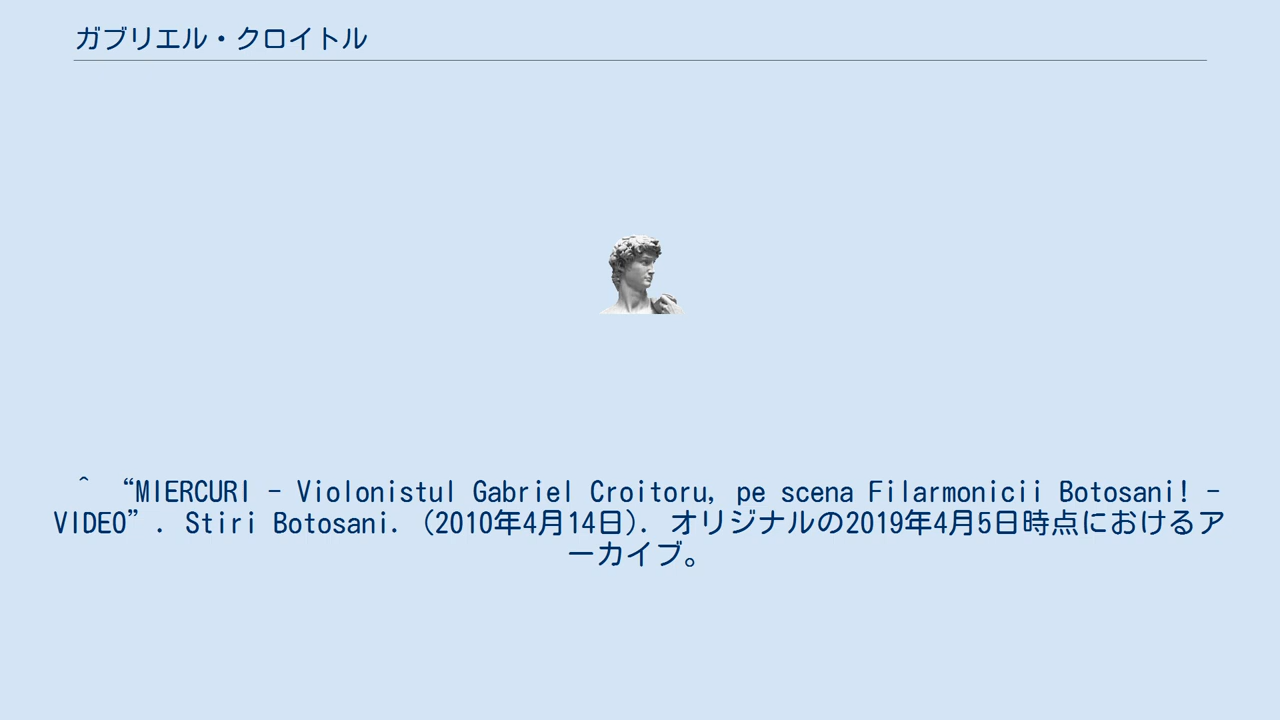 ガブリエル・クロイトル
^ “MIERCURI – Violonistul Gabriel Croitoru, pe scena Filarmonicii Botosani! –
VIDEO”. Stiri Botosani. (2010年4月14日). オリジナルの2019年4月5日時点におけるア
ーカイブ。